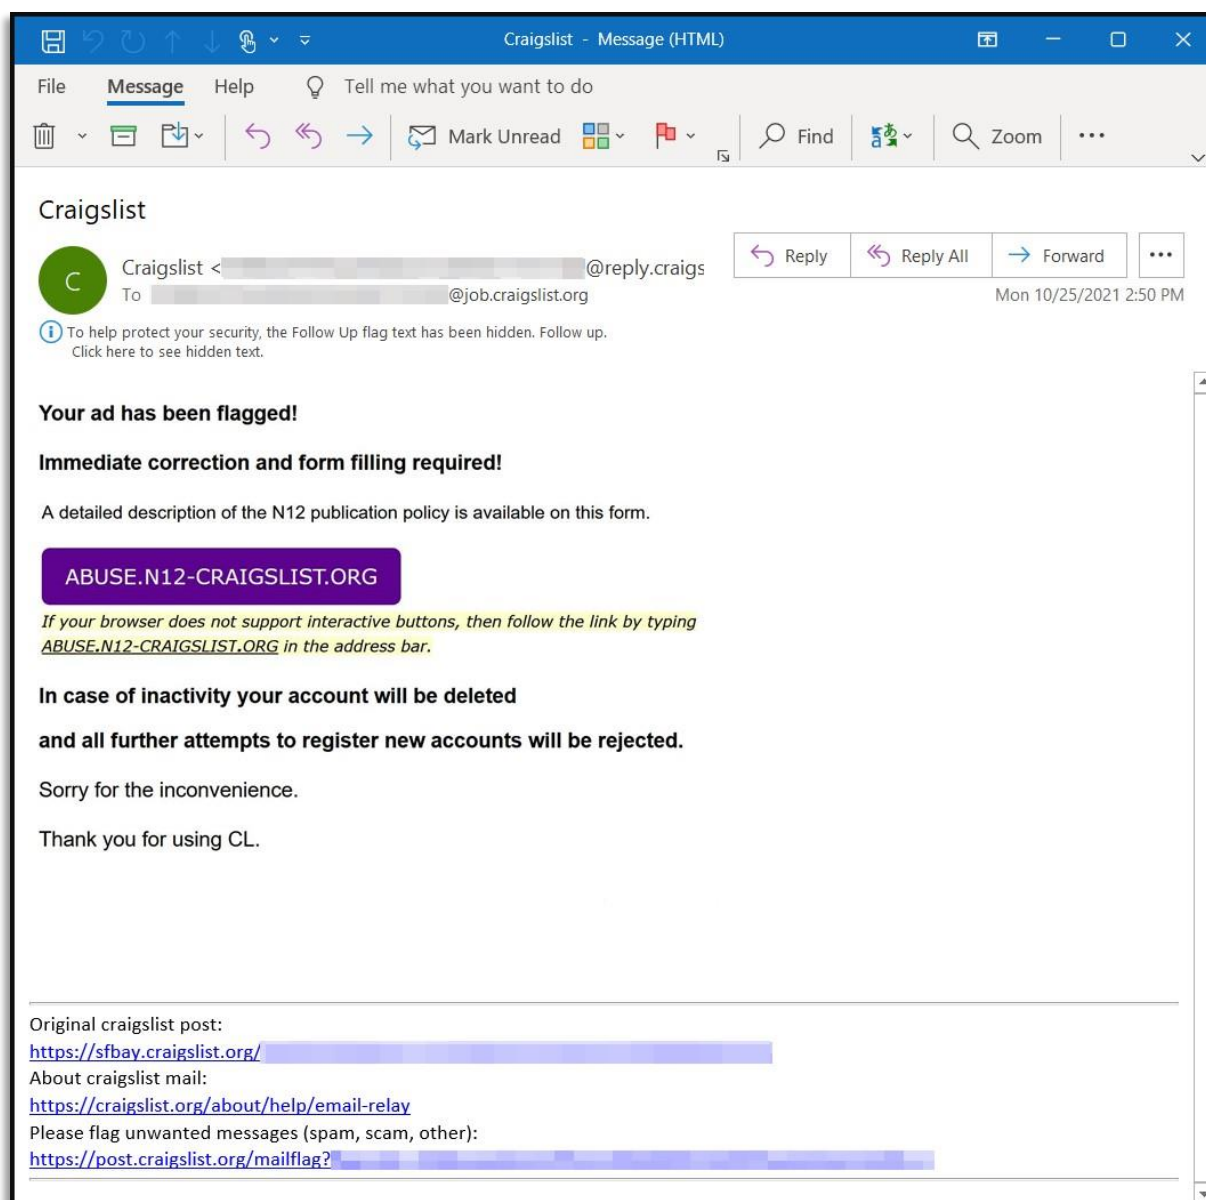 Craigslist - Message (HTML)
File Message Help Tell me what you want to do
Mark Unread Find Zoom
Craigslist
C
Craigslist < @reply.craigs
Reply Reply All Forward
To @job.craigslist.org
Mon 10/25/2021 2:50 PM
To help protect your security, the Follow Up flag text has been hidden. Follow up.
Click here to see hidden text.
Your ad has been flagged!
Immediate correction and form filling required!
A detailed description of the N12 publication policy is available on this form.
ABUSE.N12-CRAIGSLIST.ORG
If your browser does not support interactive buttons, then follow the link by typing
ABUSE.N12-CRAIGSLIST.ORG in the address bar.
In case of inactivity your account will be deleted
and all further attempts to register new accounts will be rejected.
Sorry for the inconvenience.
Thank you for using CL.
Original craigslist post:
https://sfbay.craigslist.org/
About craigslist mail:
https://craigslist.org/about/help/email-relay
Please flag unwanted messages (spam, scam, other):
https://post.craigslist.org/mailflag?